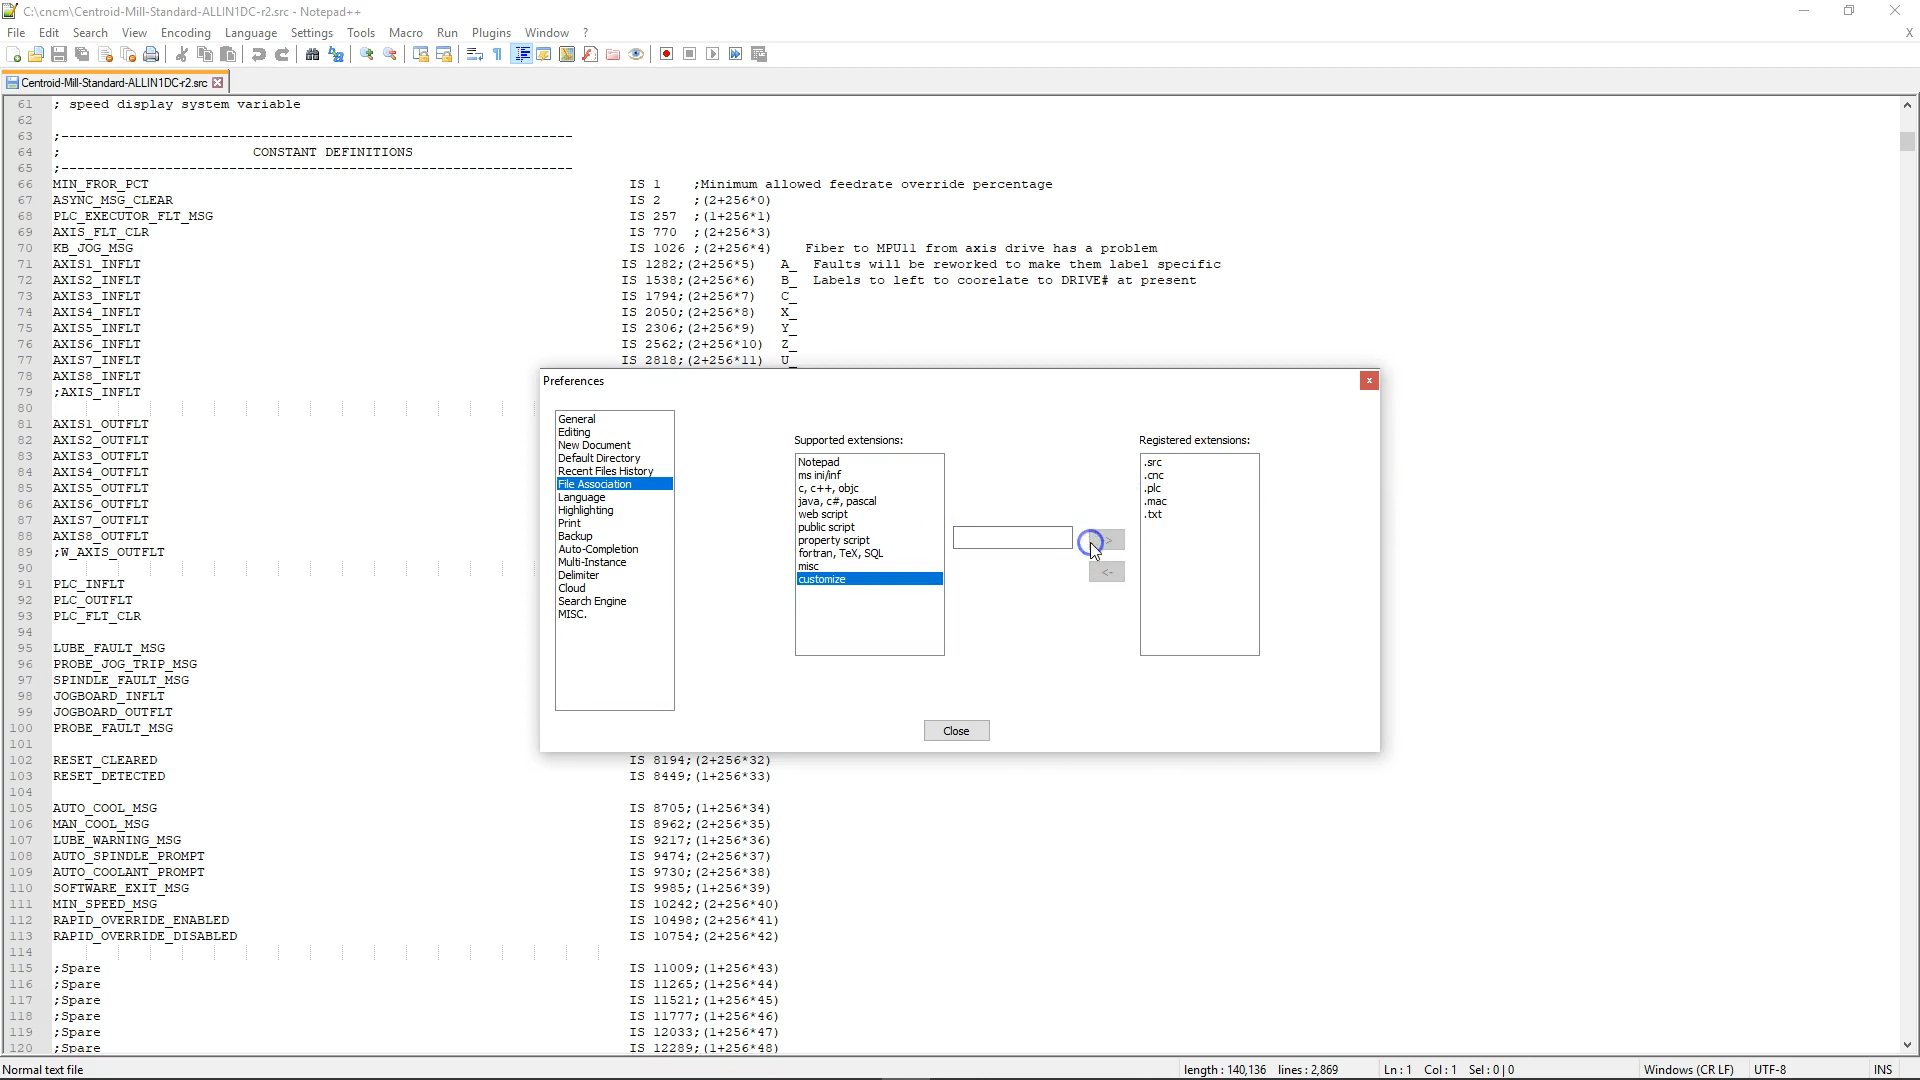 C:\cncm\Centroid-Mill-Standard-ALLIN1DC-r2.src - Notepad++
File Edit Search View Encoding Language Settings Tools Macro Run Plugins Window ? X
Centroid-Mill-Standard-ALLIN1DC-r2.src
61 ; speed display system variable
62
63 ;----------------------------------------------------------------
64 ; CONSTANT DEFINITIONS
65 ;----------------------------------------------------------------
66 MIN_FROR_PCT IS 1 ;Minimum allowed feedrate override percentage
67 ASYNC_MSG_CLEAR IS 2 ;(2+256*0)
68 PLC_EXECUTOR_FLT_MSG IS 257 ;(1+256*1)
69 AXIS_FLT_CLR IS 770 ;(2+256*3)
70 KB_JOG_MSG IS 1026 ;(2+256*4) Fiber to MPU11 from axis drive has a problem
71 AXIS1_INFLT IS 1282;(2+256*5) A_ Faults will be reworked to make them label specific
72 AXIS2_INFLT IS 1538;(2+256*6) B_ Labels to left to coorelate to DRIVE# at present
73 AXIS3_INFLT IS 1794;(2+256*7) C_
74 AXIS4_INFLT IS 2050;(2+256*8) X_
75 AXIS5_INFLT IS 2306;(2+256*9) Y_
76 AXIS6_INFLT IS 2562;(2+256*10) Z_
77 AXIS7_INFLT IS 2818;(2+256*11) U_
78 AXIS8_INFLT
79 ;AXIS_INFLT
80
81 AXIS1_OUTFLT
82 AXIS2_OUTFLT
83 AXIS3_OUTFLT
84 AXIS4_OUTFLT
85 AXIS5_OUTFLT
86 AXIS6_OUTFLT
87 AXIS7_OUTFLT
88 AXIS8_OUTFLT
89 ;W_AXIS_OUTFLT
90
91 PLC_INFLT
92 PLC_OUTFLT
93 PLC_FLT_CLR
94
95 LUBE_FAULT_MSG
96 PROBE_JOG_TRIP_MSG
97 SPINDLE_FAULT_MSG
98 JOGBOARD_INFLT
99 JOGBOARD_OUTFLT
100 PROBE_FAULT_MSG
101
102 RESET_CLEARED IS 8194;(2+256*32)
103 RESET_DETECTED IS 8449;(1+256*33)
104
105 AUTO_COOL_MSG IS 8705;(1+256*34)
106 MAN_COOL_MSG IS 8962;(2+256*35)
107 LUBE_WARNING_MSG IS 9217;(1+256*36)
108 AUTO_SPINDLE_PROMPT IS 9474;(2+256*37)
109 AUTO_COOLANT_PROMPT IS 9730;(2+256*38)
110 SOFTWARE_EXIT_MSG IS 9985;(1+256*39)
111 MIN_SPEED_MSG IS 10242;(2+256*40)
112 RAPID_OVERRIDE_ENABLED IS 10498;(2+256*41)
113 RAPID_OVERRIDE_DISABLED IS 10754;(2+256*42)
114
115 ;Spare IS 11009;(1+256*43)
116 ;Spare IS 11265;(1+256*44)
117 ;Spare IS 11521;(1+256*45)
118 ;Spare IS 11777;(1+256*46)
119 ;Spare IS 12033;(1+256*47)
120 ;Spare IS 12289;(1+256*48)
Preferences
General
Editing
New Document
Default Directory
Recent Files History
File Association
Language
Highlighting
Print
Backup
Auto-Completion
Multi-Instance
Delimiter
Cloud
Search Engine
MISC.
Supported extensions:
Notepad
ms ini/inf
c, c++, objc
java, c#, pascal
web script
public script
property script
fortran, TeX, SQL
misc
customize
>
<-
Registered extensions:
.src
.cnc
.plc
.mac
.txt
Close
Normal text file length : 140,136 lines : 2,869 Ln : 1 Col : 1 Sel : 0 | 0 Windows (CR LF) UTF-8 INS